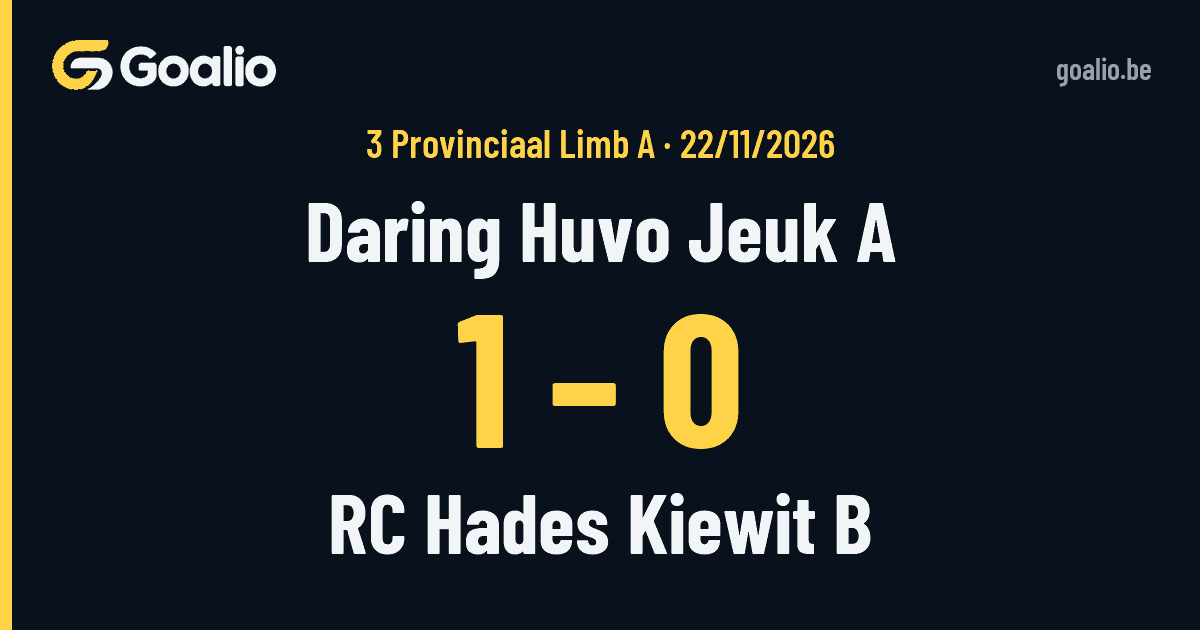 Goalio
goalio.be
3 Provinciaal Limb A · 22/11/2026
Daring Huvo Jeuk A
1 – 0
RC Hades Kiewit B